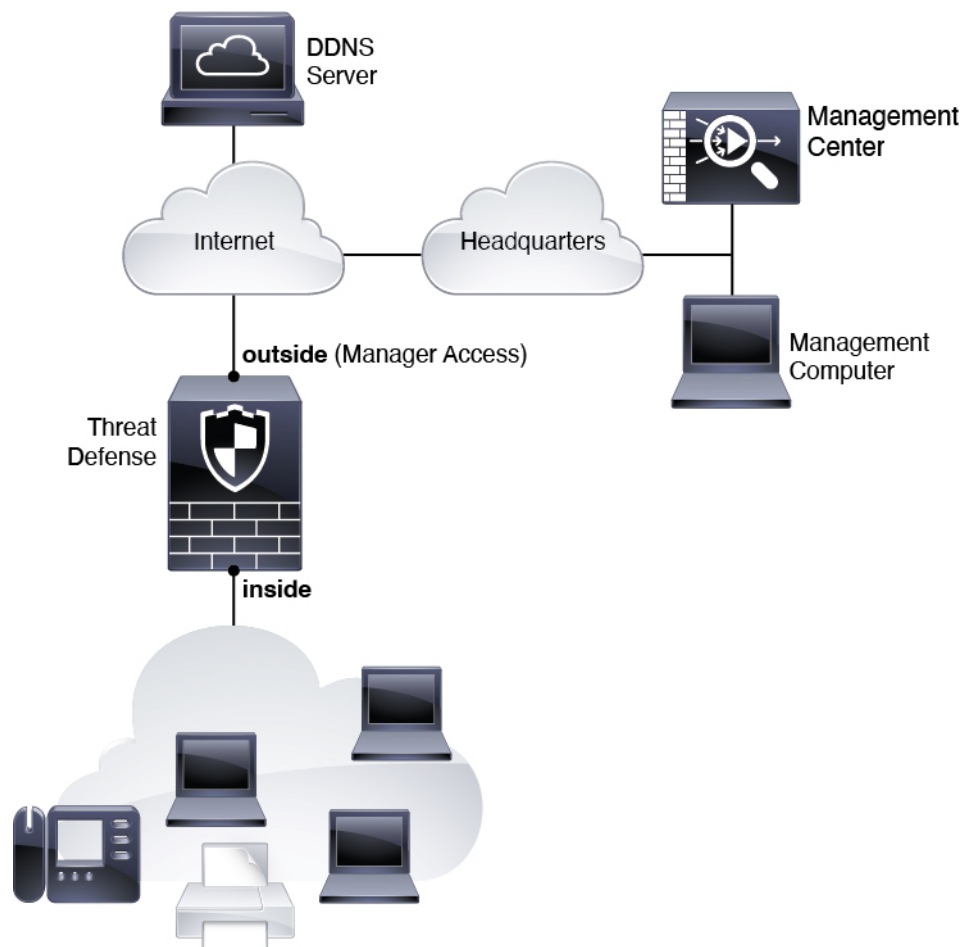 DDNS
Server
Management
Center
Internet
Headquarters
outside (Manager Access)
Management
Computer
Threat
Defense
inside